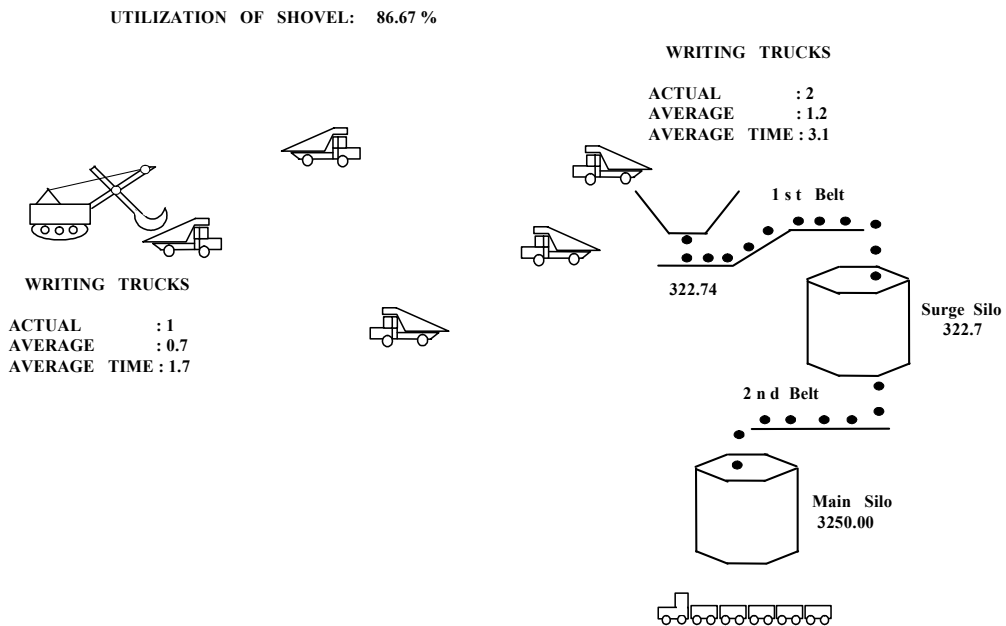 UTILIZATION OF SHOVEL: 86.67 %
WRITING TRUCKS
ACTUAL : 2
AVERAGE : 1.2
AVERAGE TIME : 3.1
1 s t Belt
322.74
WRITING TRUCKS
ACTUAL : 1
AVERAGE : 0.7
AVERAGE TIME : 1.7
Surge Silo
322.7
2 n d Belt
Main Silo
3250.00